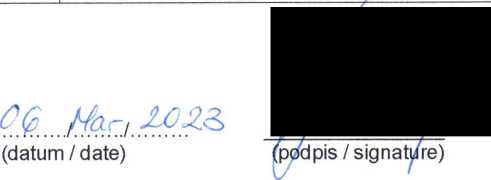 06 / Mar / 2023
(datum / date)
(podpis / signature)